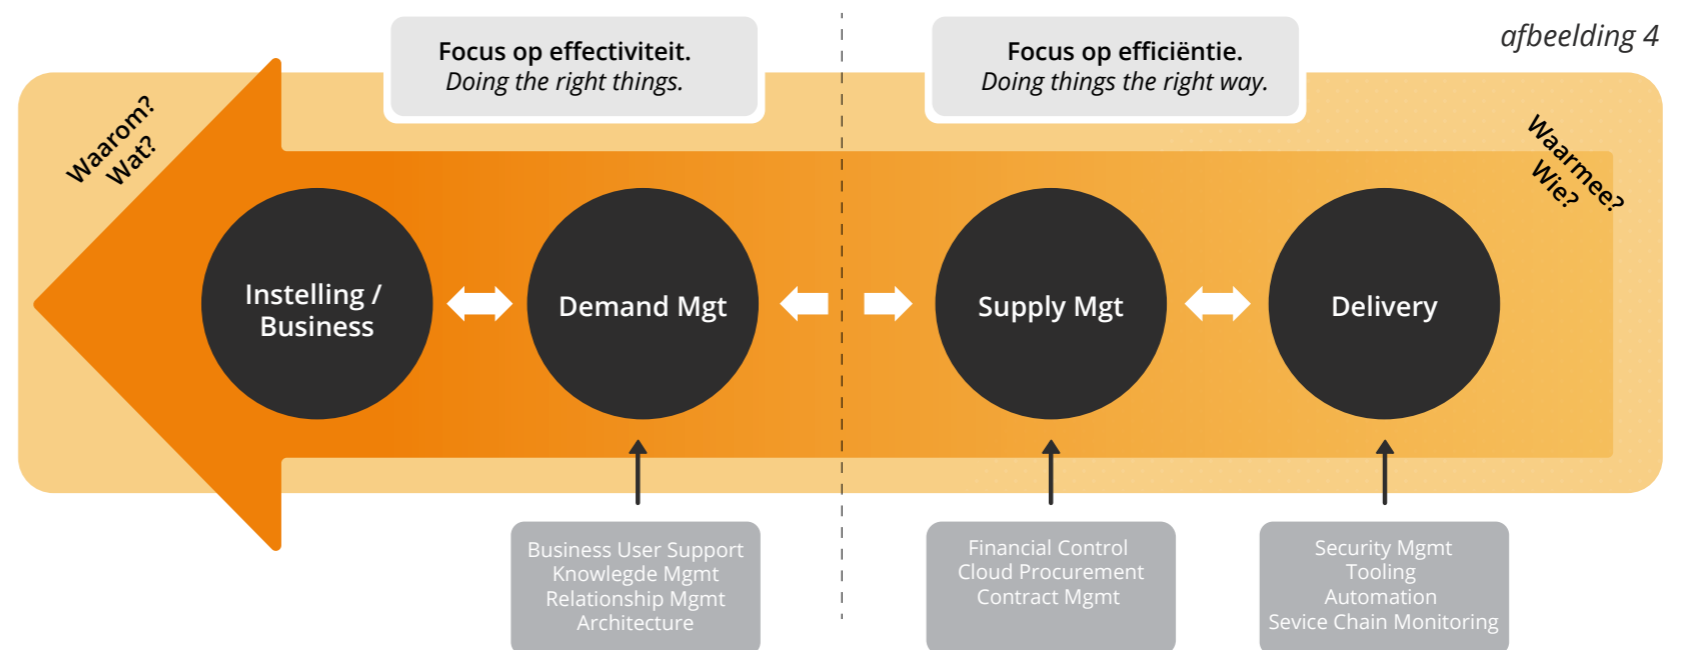 afbeelding 4
Focus op effectiviteit.
Doing the right things.
Focus op efficiëntie.
Doing things the right way.
Waarom?
Wat?
Waarmee?
Wie?
Instelling /
Business
Demand Mgt
Supply Mgt
Delivery
Business User Support
Knowlegde Mgmt
Relationship Mgmt
Architecture
Financial Control
Cloud Procurement
Contract Mgmt
Security Mgmt
Tooling
Automation
Sevice Chain Monitoring